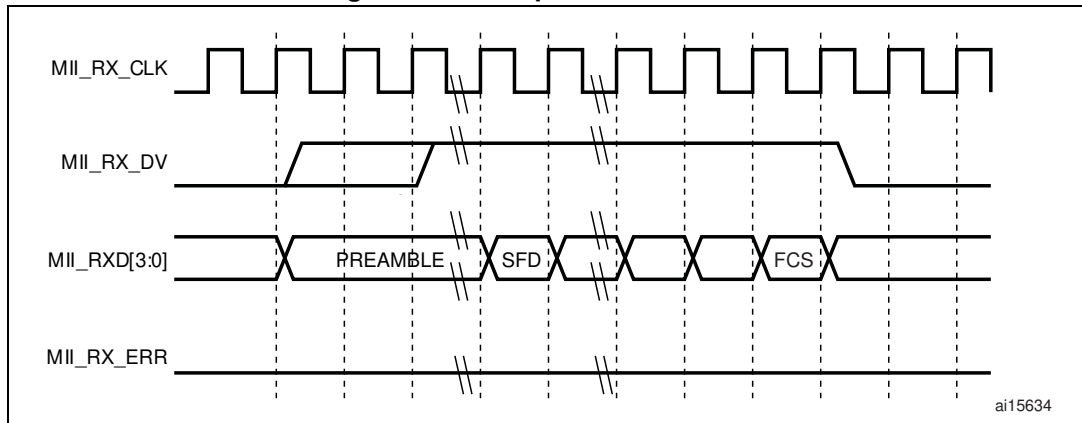 MII_RX_CLK
MII_RX_DV
MII_RXD[3:0]
PREAMBLE
SFD
FCS
MII_RX_ERR
ai15634